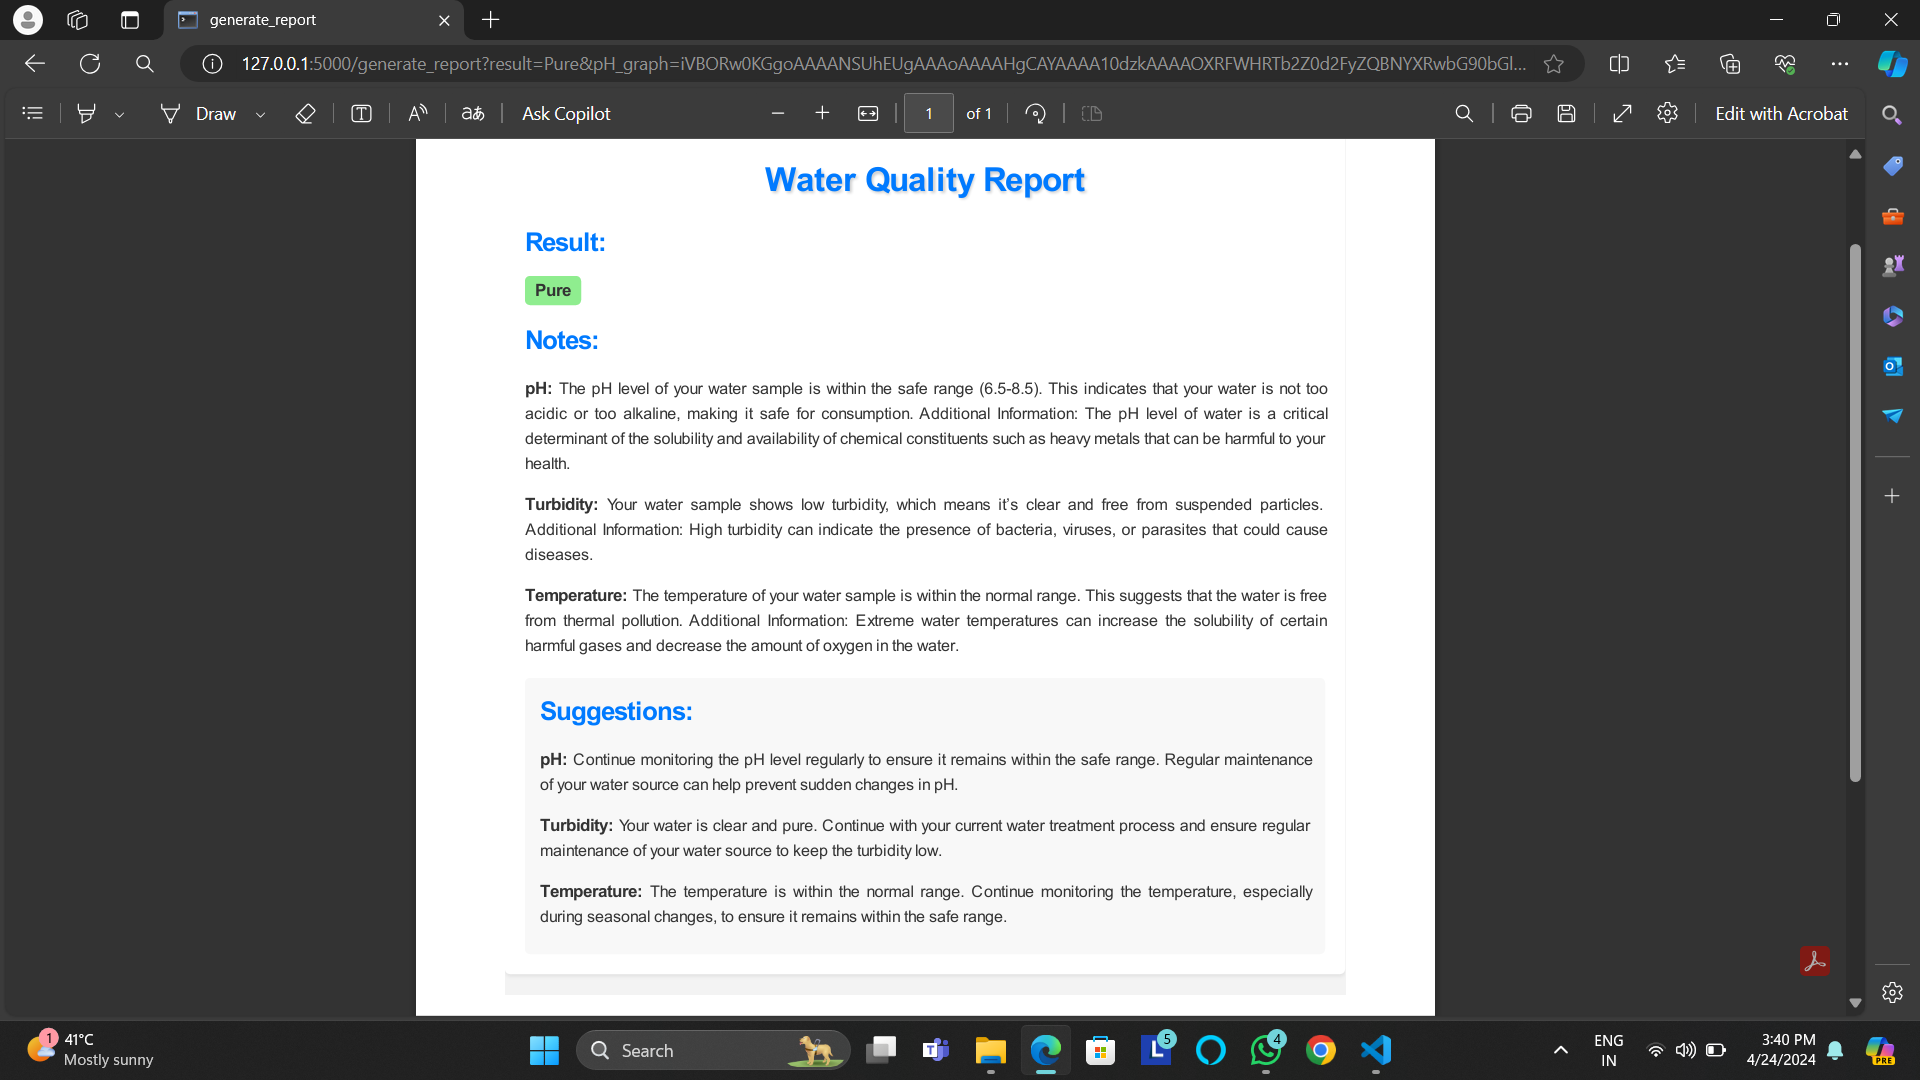 generate_report
127.0.0.1:5000/generate_report?result=Pure&pH_graph=iVBORw0KGgoAAAANSUhEUgAAAoAAAAHgCAYAAAA10dzkAAAAOXRFWHRTb2Z0d2FyZQBNYXRwbG90bGl...
Draw
aあ
Ask Copilot
1
of 1
Edit with Acrobat
Water Quality Report
Result:
Pure
Notes:
pH: The pH level of your water sample is within the safe range (6.5-8.5). This indicates that your water is not too
acidic or too alkaline, making it safe for consumption. Additional Information: The pH level of water is a critical
determinant of the solubility and availability of chemical constituents such as heavy metals that can be harmful to your
health.
Turbidity: Your water sample shows low turbidity, which means it's clear and free from suspended particles.
Additional Information: High turbidity can indicate the presence of bacteria, viruses, or parasites that could cause
diseases.
Temperature: The temperature of your water sample is within the normal range. This suggests that the water is free
from thermal pollution. Additional Information: Extreme water temperatures can increase the solubility of certain
harmful gases and decrease the amount of oxygen in the water.
Suggestions:
pH: Continue monitoring the pH level regularly to ensure it remains within the safe range. Regular maintenance
of your water source can help prevent sudden changes in pH.
Turbidity: Your water is clear and pure. Continue with your current water treatment process and ensure regular
maintenance of your water source to keep the turbidity low.
Temperature: The temperature is within the normal range. Continue monitoring the temperature, especially
during seasonal changes, to ensure it remains within the safe range.
1
41°C
Mostly sunny
Search
5
4
ENG
IN
3:40 PM
4/24/2024
PRE